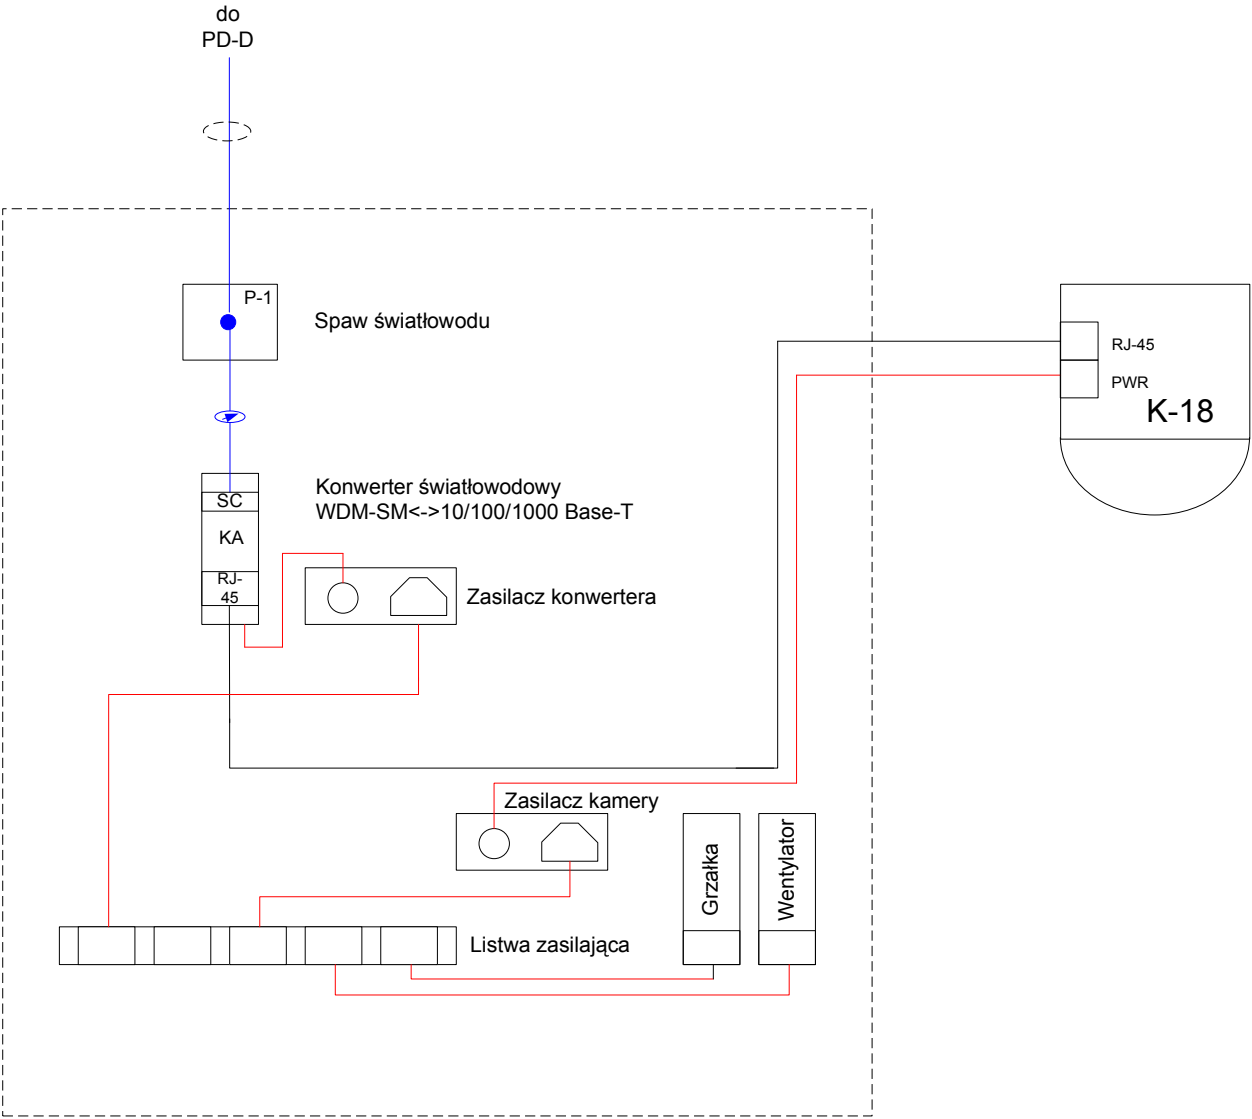 do
PD-D
P-1
Spaw światłowodu
RJ-45
PWR
K-18
SC
KA
RJ-
45
Konwerter światłowodowy
WDM-SM<->10/100/1000 Base-T
Zasilacz konwertera
Zasilacz kamery
Grzałka
Wentylator
Listwa zasilająca